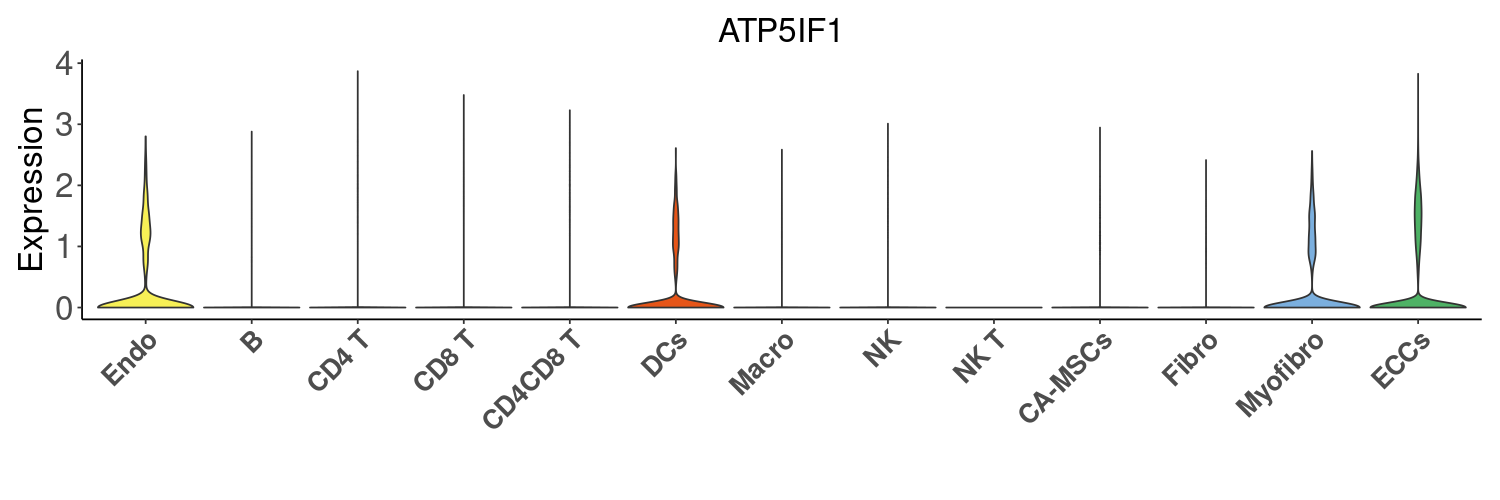 ATP5IF1
Expression
4
3
2
1
0
Endo
B
CD4 T
CD8 T
CD4CD8 T
DCs
Macro
NK
NK T
CA-MSCs
Fibro
Myofibro
ECCs